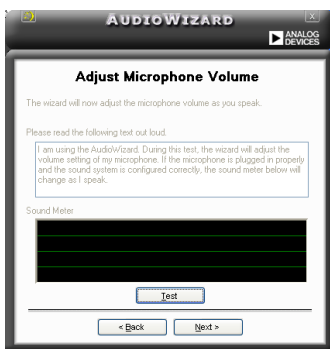 AUDIOWIZARD
X
ANALOG
DEVICES
Adjust Microphone Volume
The wizard will now adjust the microphone volume as you speak.
Please read the following text out loud.
I am using the AudioWizard. During this test, the wizard will adjust the
volume setting of my microphone. If the microphone is plugged in properly
and the sound system is configured correctly, the sound meter below will
change as I speak.
Sound Meter
Test
< Back Next >